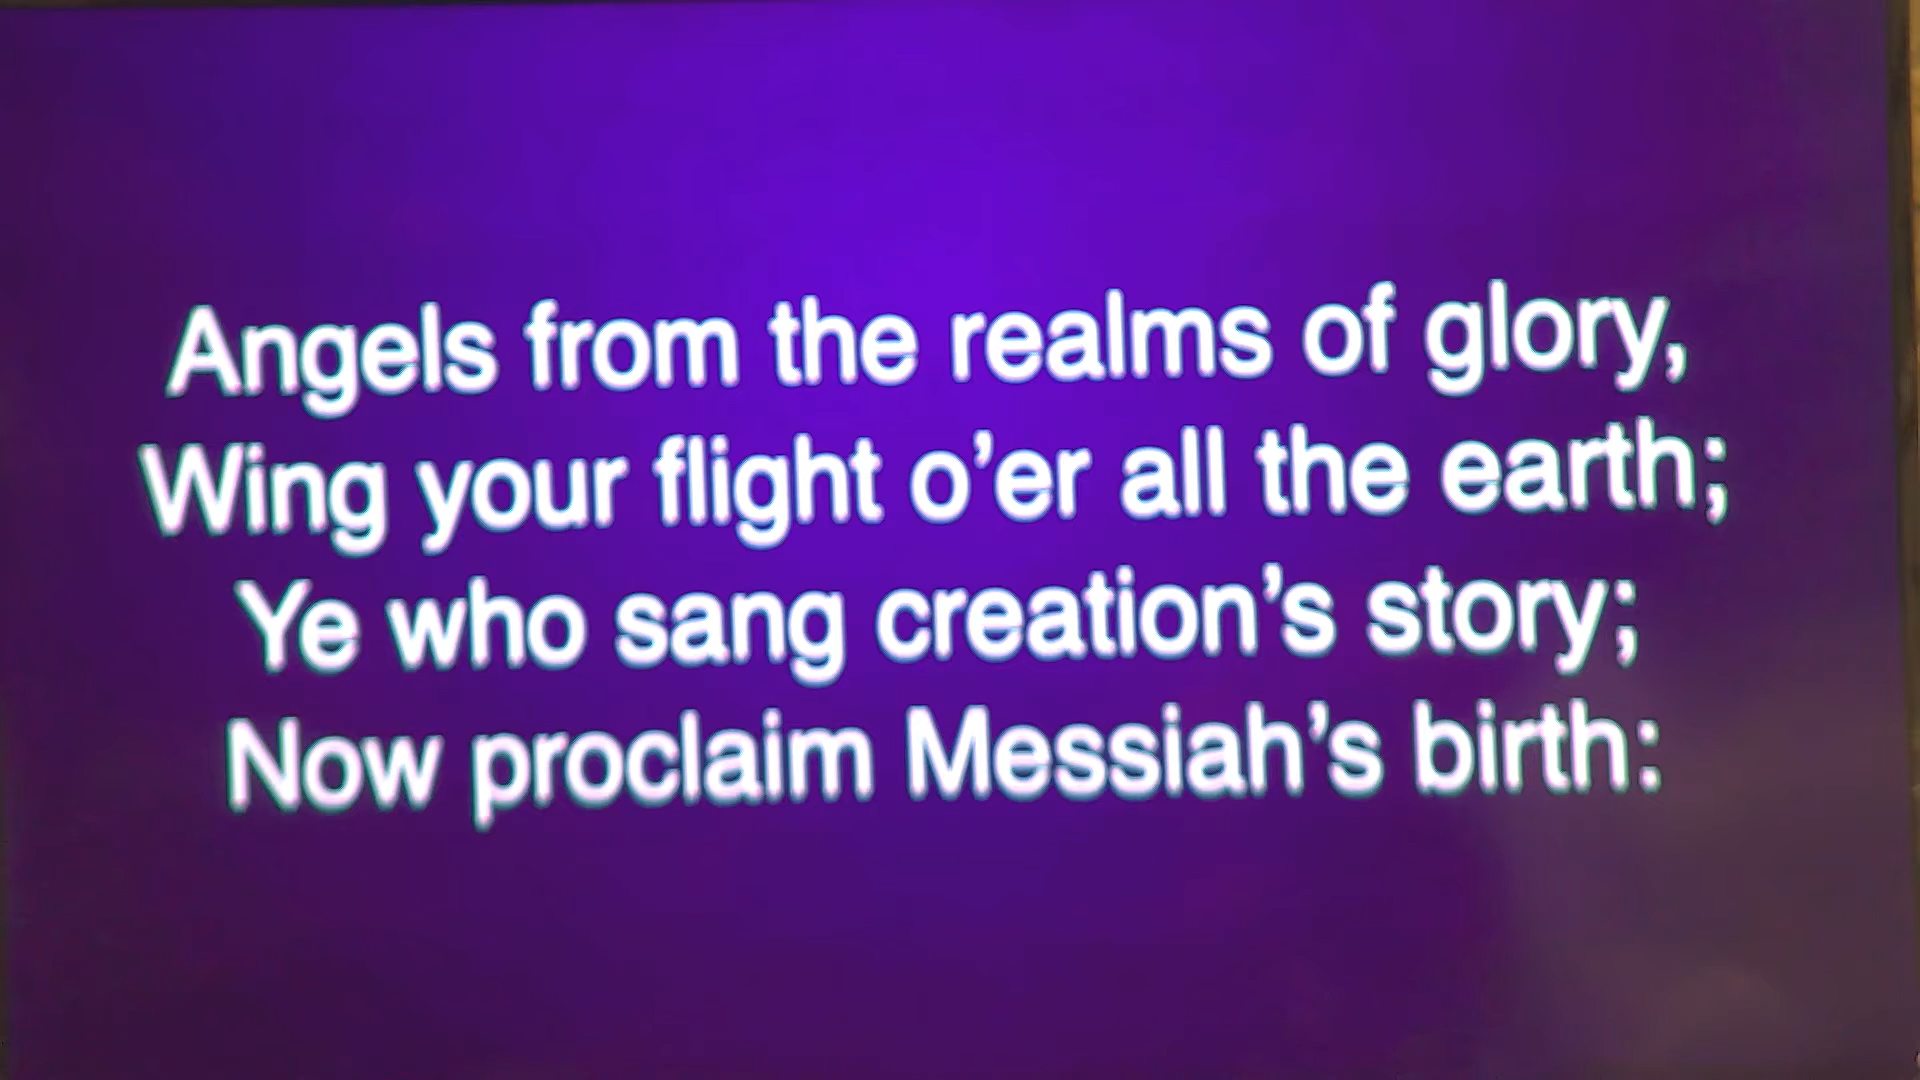 Angels from the realms of glory,
Wing your flight o’er all the earth;
Ye who sang creation’s story;
Now proclaim Messiah’s birth: